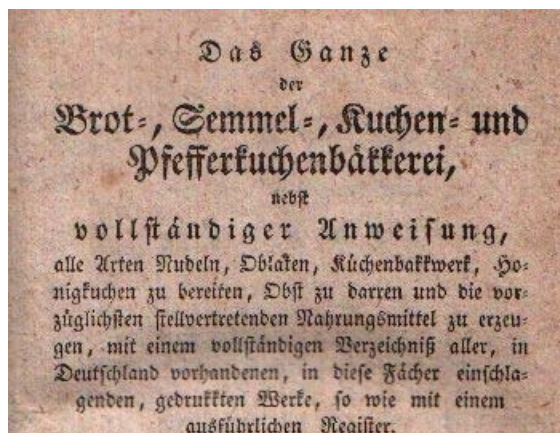 Das Ganze
der
Brot-, Semmel-, Kuchen- und
Pfefferkuchenbäkkerei,
nebst
vollständiger Anweisung,
alle Arten Nudeln, Oblaten, Küchenbakkwerk, Ho-
nigkuchen zu bereiten, Obst zu darren und die vor-
züglichsten stellvertretenden Nahrungsmittel zu erzeu-
gen, mit einem vollständigen Verzeichniß aller, in
Deutschland vorhandenen, in diese Fächer einschla-
genden, gedrukkten Werke, so wie mit einem
ausführlichen Register.